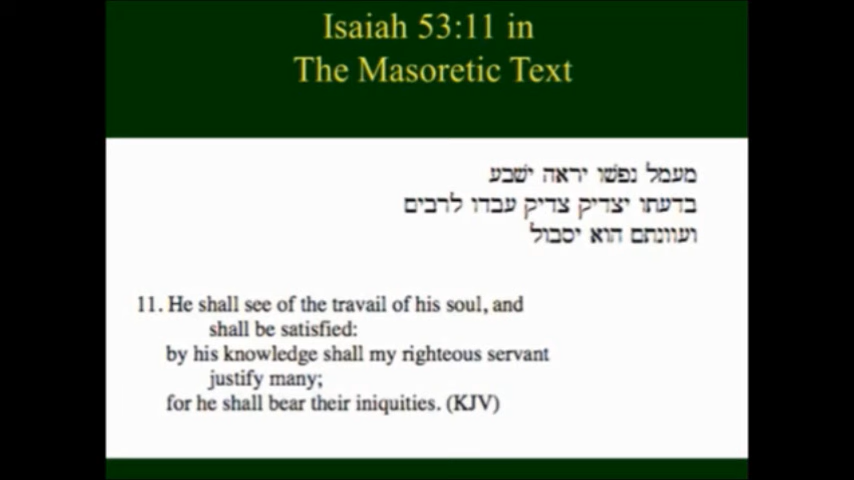 Isaiah 53:11 in
The Masoretic Text
מעמל נפשו יראה ישבע
בדעתו יצדיק צדיק עבדו לרבים
ועוונתם הוא יסבול
11. He shall see of the travail of his soul, and
shall be satisfied:
by his knowledge shall my righteous servant
justify many;
for he shall bear their iniquities. (KJV)